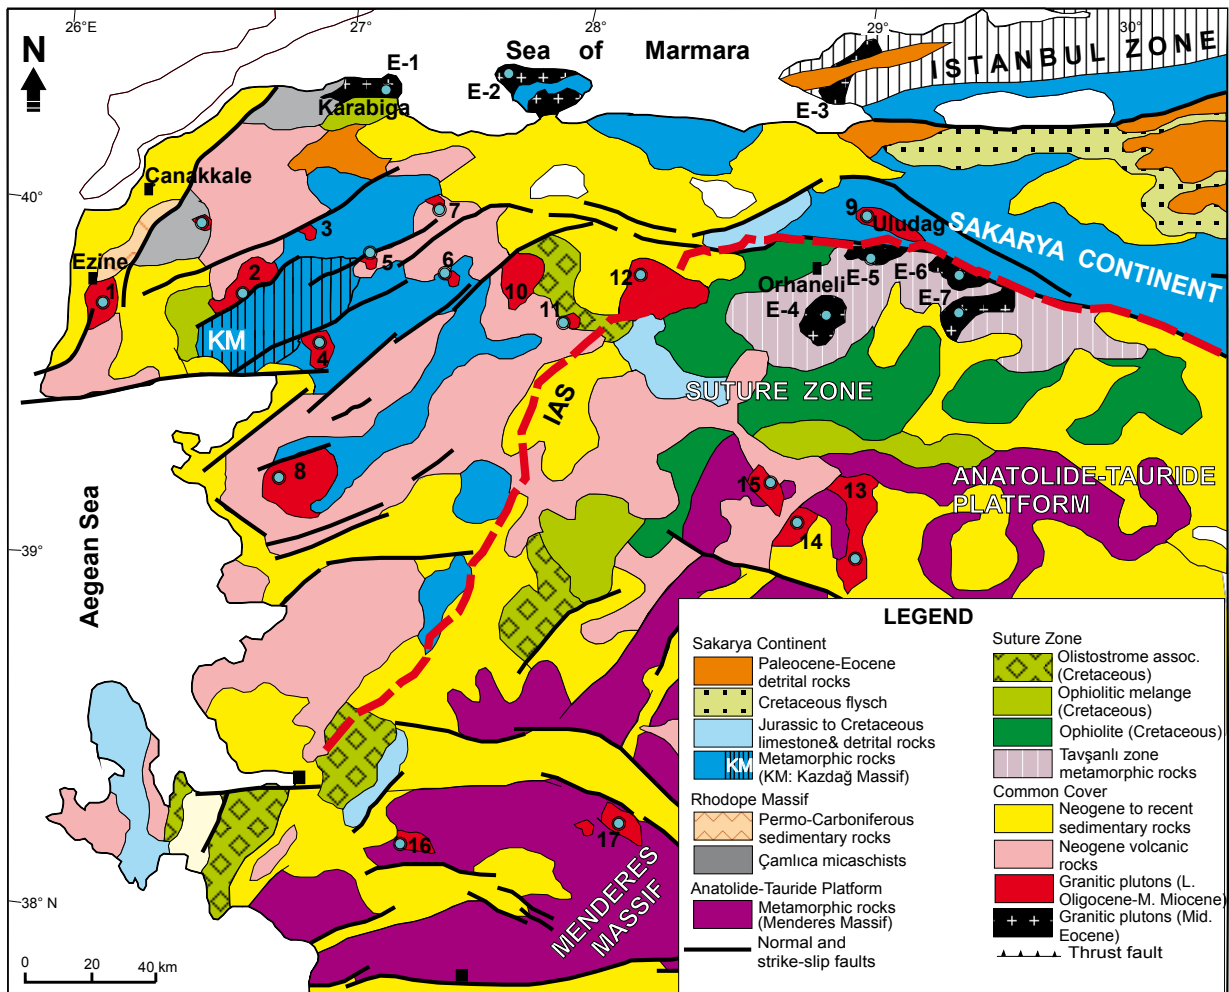 26°E
27°
28°
29°
30°
N
Sea of Marmara
ISTANBUL ZONE
E-1
E-2
E-3
Karabiga
Çanakkale
40°
7
3
9
Uludag
SAKARYA CONTINENT
Ezine
1
2
5
6
10
12
11
Orhaneli
E-5
E-6
E-4
E-7
KM
4
SUTURE ZONE
IAS
8
15
13
14
ANATOLIDE-TAURIDE
PLATFORM
39°
Aegean Sea
16
17
MENDERES
MASSIF
38° N
0 20 40 km
LEGEND
Sakarya Continent
Paleocene-Eocene
detrital rocks
Cretaceous flysch
Jurassic to Cretaceous
limestone& detrital rocks
KM
Metamorphic rocks
(KM: Kazdağ Massif)
Rhodope Massif
Permo-Carboniferous
sedimentary rocks
Çamlıca micaschists
Anatolide-Tauride Platform
Metamorphic rocks
(Menderes Massif)
Normal and
strike-slip faults
Suture Zone
Olistostrome assoc.
(Cretaceous)
Ophiolitic melange
(Cretaceous)
Ophiolite (Cretaceous)
Tavşanlı zone
metamorphic rocks
Common Cover
Neogene to recent
sedimentary rocks
Neogene volcanic
rocks
Granitic plutons (L.
Oligocene-M. Miocene)
Granitic plutons (Mid.
Eocene)
Thrust fault